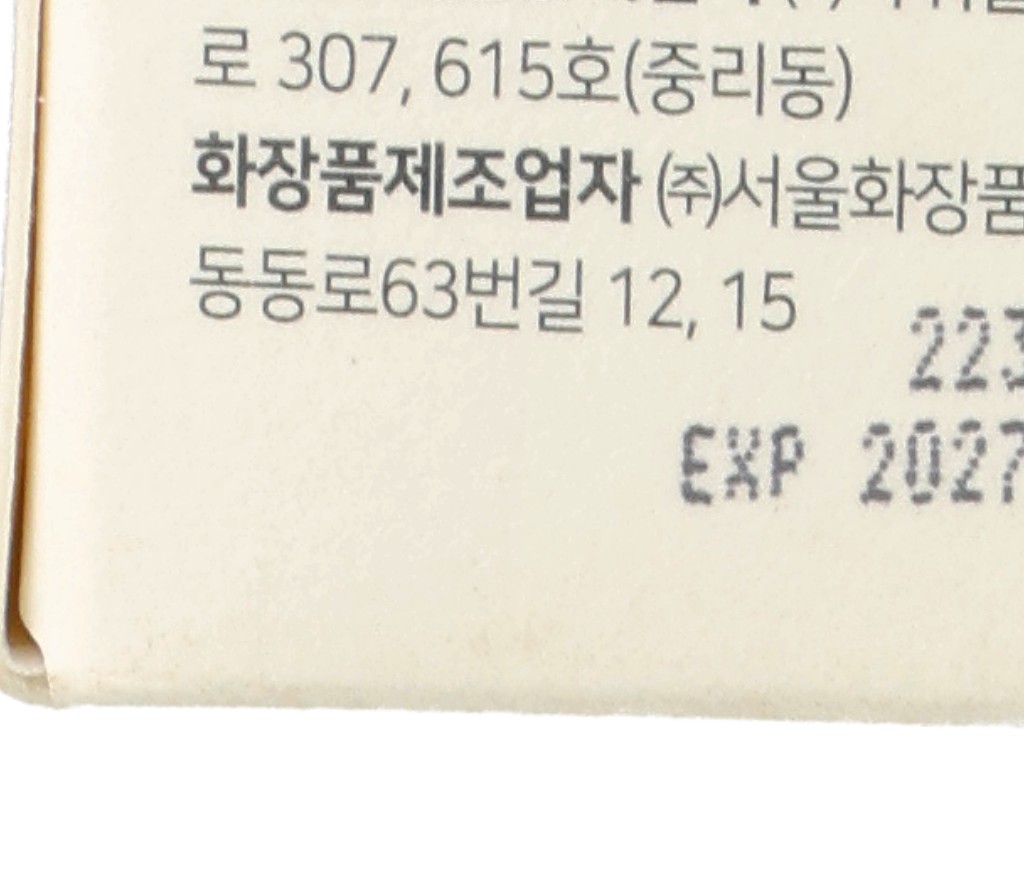 로 307, 615호(중리동)
화장품제조업자 ㈜서울화장품
동동로63번길 12, 15
223
EXP 2027